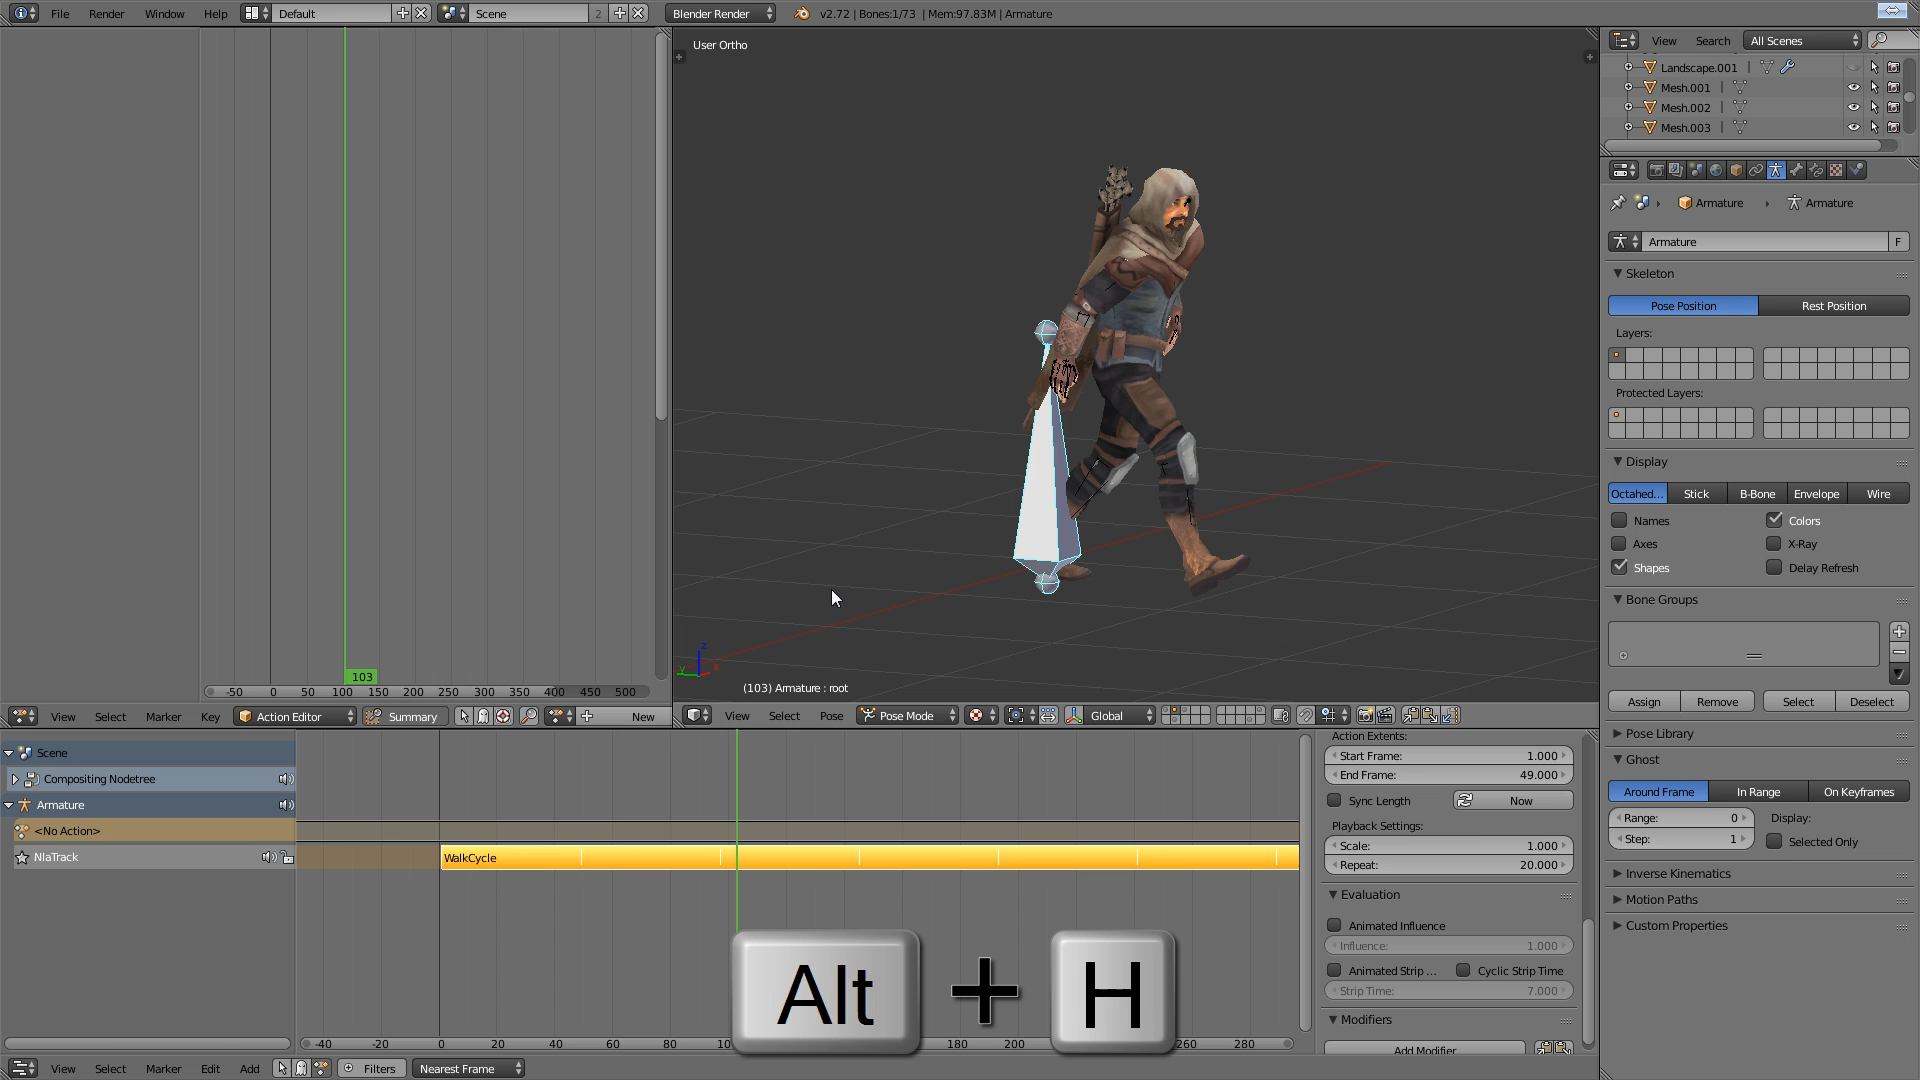 File Render Window Help Default Scene 2 Blender Render v2.72 | Bones:1/73 | Mem:97.83M | Armature
User Ortho
View Search All Scenes
Landscape.001
Mesh.001
Mesh.002
Mesh.003
Armature Armature
Armature F
Skeleton
Pose Position Rest Position
Layers:
Protected Layers:
Display
Octahed... Stick B-Bone Envelope Wire
Names Colors
Axes X-Ray
Shapes Delay Refresh
Bone Groups
Assign Remove Select Deselect
Pose Library
Ghost
Around Frame In Range On Keyframes
Range: 0 Display:
Step: 1 Selected Only
Inverse Kinematics
Motion Paths
Custom Properties
103
-50 0 50 100 150 200 250 300 350 400 450 500
(103) Armature : root
View Select Marker Key Action Editor Summary New
View Select Pose Pose Mode Global
Scene
Compositing Nodetree
Armature
<No Action>
NlaTrack
WalkCycle
Action Extents:
Start Frame: 1.000
End Frame: 49.000
Sync Length Now
Playback Settings:
Scale: 1.000
Repeat: 20.000
Evaluation
Animated Influence
Influence: 1.000
Animated Strip ... Cyclic Strip Time
Strip Time: 7.000
Modifiers
Add Modifier
Alt + H
-40 -20 0 20 40 60 80 180 200 260 280
View Select Marker Edit Add Filters Nearest Frame